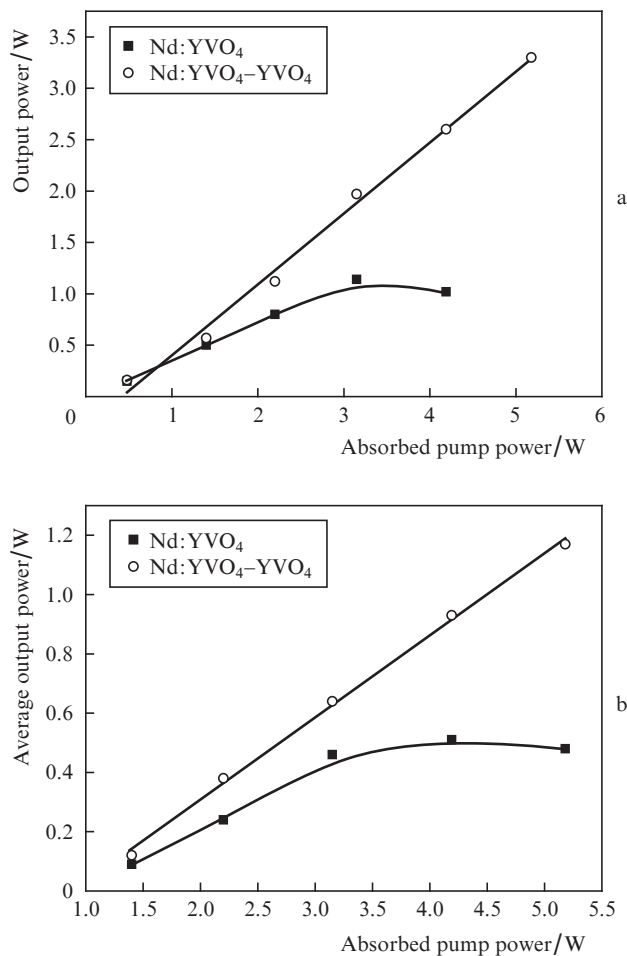 3.5
3.0
2.0
1.5
1.0
0.5
0
Output power/W
■ Nd:YVO₄
○ Nd:YVO₄–YVO₄
1 2 3 4 5 6
Absorbed pump power/W
a
1.2
1.0
0.8
0.6
0.4
0.2
0
Average output power/W
■ Nd:YVO₄
○ Nd:YVO₄–YVO₄
1.0 1.5 2.0 2.5 3.0 3.5 4.0 4.5 5.0 5.5
Absorbed pump power/W
b